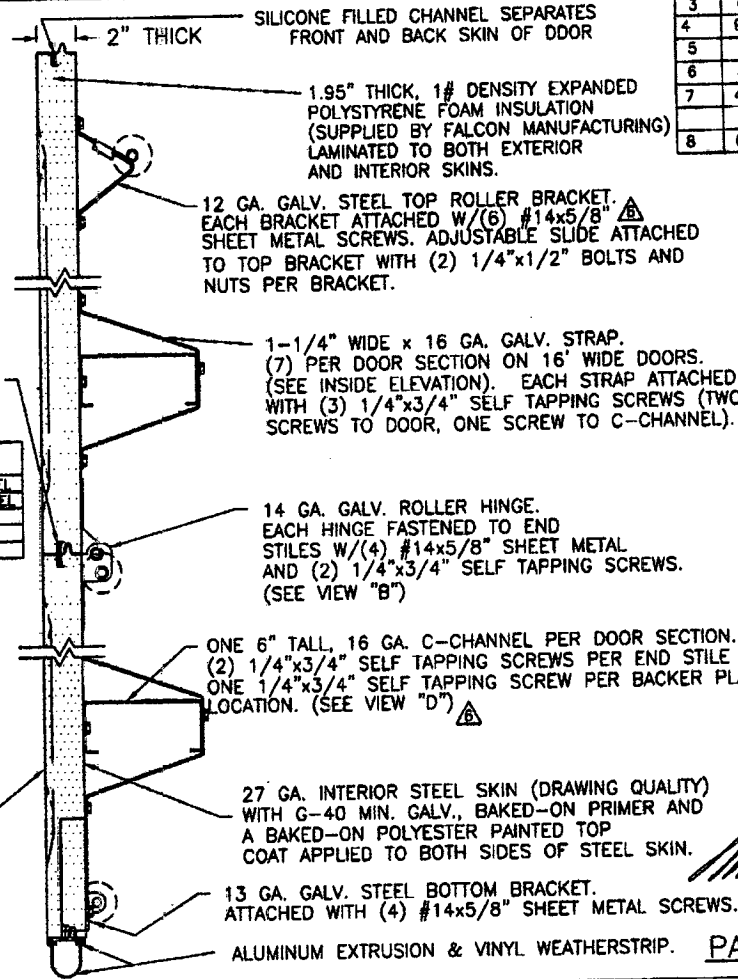 SILICONE FILLED CHANNEL SEPARATES
FRONT AND BACK SKIN OF DOOR
2" THICK
1.95" THICK, 1# DENSITY EXPANDED
POLYSTYRENE FOAM INSULATION
(SUPPLIED BY FALCON MANUFACTURING)
LAMINATED TO BOTH EXTERIOR
AND INTERIOR SKINS.
3
4
5
6
7
8
12 GA. GALV. STEEL TOP ROLLER BRACKET.
EACH BRACKET ATTACHED W/(6) #14x5/8" 6
SHEET METAL SCREWS. ADJUSTABLE SLIDE ATTACHED
TO TOP BRACKET WITH (2) 1/4"x1/2" BOLTS AND
NUTS PER BRACKET.
1-1/4" WIDE x 16 GA. GALV. STRAP.
(7) PER DOOR SECTION ON 16' WIDE DOORS.
(SEE INSIDE ELEVATION). EACH STRAP ATTACHED
WITH (3) 1/4"x3/4" SELF TAPPING SCREWS (TWO
SCREWS TO DOOR, ONE SCREW TO C-CHANNEL).
14 GA. GALV. ROLLER HINGE.
EACH HINGE FASTENED TO END
STILES W/(4) #14x5/8" SHEET METAL
AND (2) 1/4"x3/4" SELF TAPPING SCREWS.
(SEE VIEW "B")
ONE 6" TALL, 16 GA. C-CHANNEL PER DOOR SECTION.
(2) 1/4"x3/4" SELF TAPPING SCREWS PER END STILE
ONE 1/4"x3/4" SELF TAPPING SCREW PER BACKER PLA
LOCATION. (SEE VIEW "D") 6
27 GA. INTERIOR STEEL SKIN (DRAWING QUALITY)
WITH G-40 MIN. GALV., BAKED-ON PRIMER AND
A BAKED-ON POLYESTER PAINTED TOP
COAT APPLIED TO BOTH SIDES OF STEEL SKIN.
13 GA. GALV. STEEL BOTTOM BRACKET.
ATTACHED WITH (4) #14x5/8" SHEET METAL SCREWS.
ALUMINUM EXTRUSION & VINYL WEATHERSTRIP.
PA